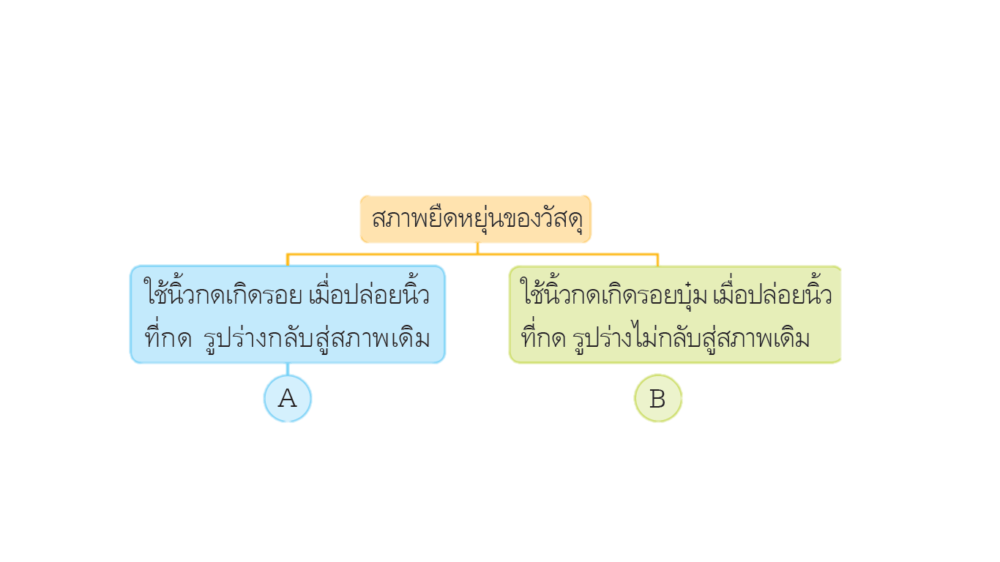 สภาพยืดหยุ่นของวัสดุ
ใช้นิ้วกดเกิดรอย เมื่อปล่อยนิ้ว
ที่กด รูปร่างกลับสู่สภาพเดิม
A
ใช้นิ้วกดเกิดรอยบุ๋ม เมื่อปล่อยนิ้ว
ที่กด รูปร่างไม่กลับสู่สภาพเดิม
B